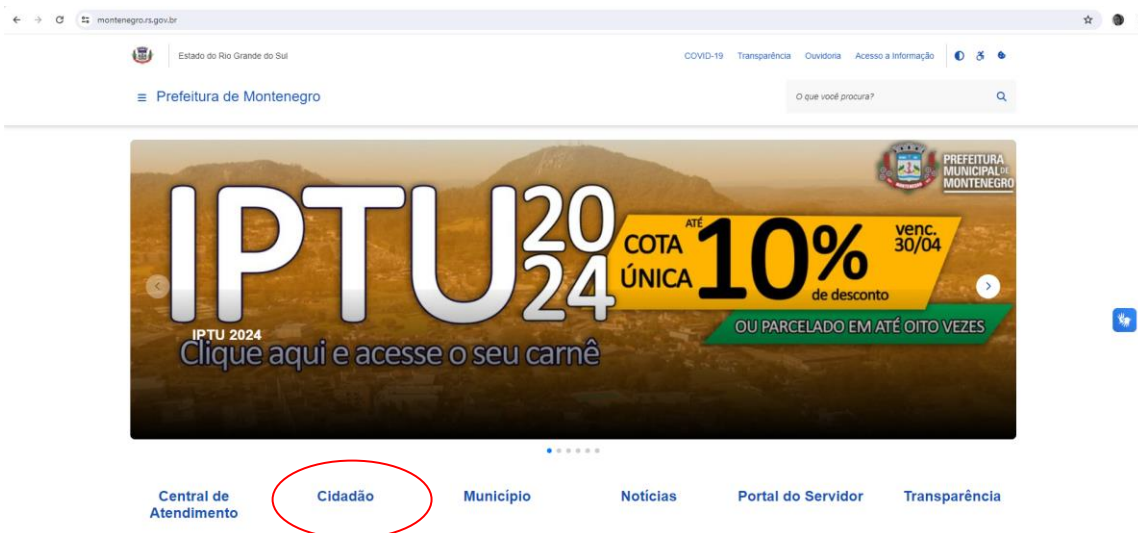 montenegro.rs.gov.br
Estado do Rio Grande do Sul
COVID-19 Transparência Ouvidoria Acesso a Informação
Prefeitura de Montenegro
O que você procura?
PREFEITURA
MUNICIPAL DE
MONTENEGRO
IPTU 2024
COTA ÚNICA
ATÉ 10%
de desconto
venc.
30/04
OU PARCELADO EM ATÉ OITO VEZES
IPTU 2024
Clique aqui e acesse o seu carnê
Central de Atendimento
Cidadão
Município
Notícias
Portal do Servidor
Transparência